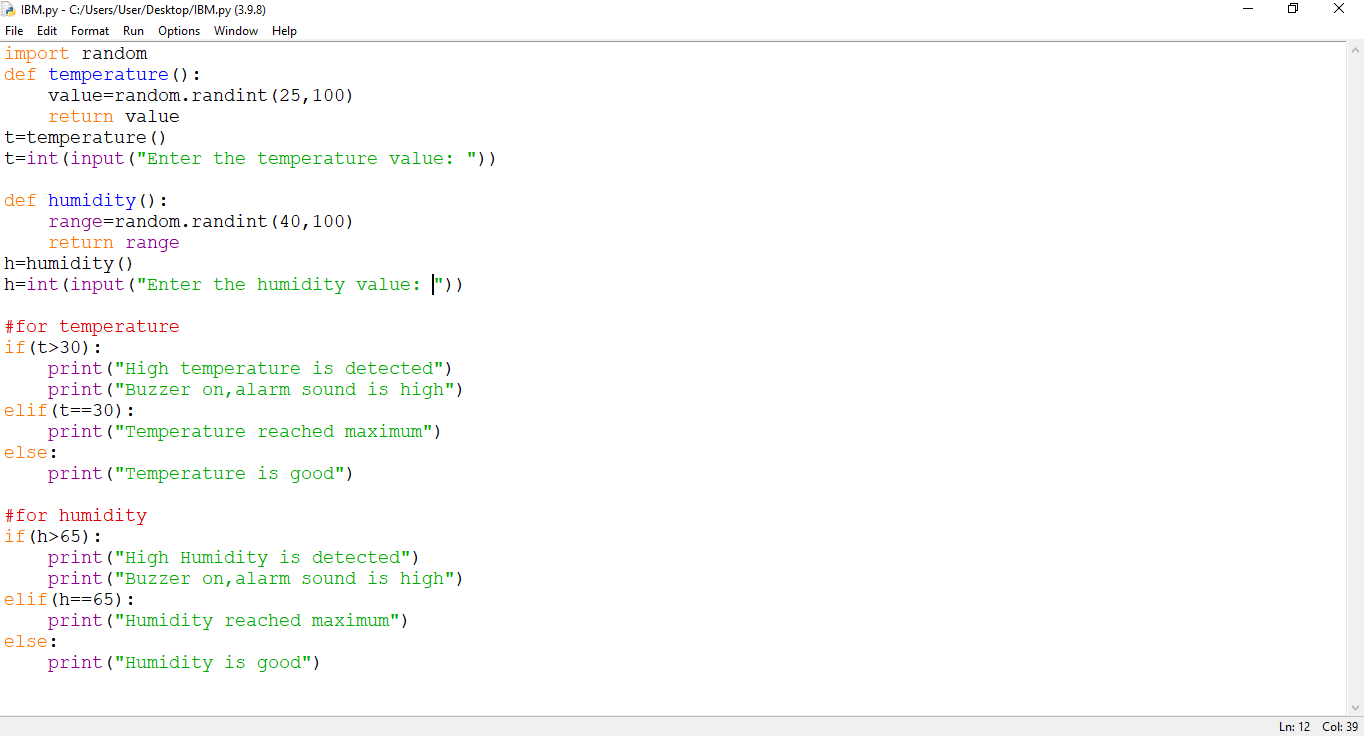 IBM.py - C:/Users/User/Desktop/IBM.py (3.9.8)
File Edit Format Run Options Window Help
import random
def temperature():
    value=random.randint(25,100)
    return value
t=temperature()
t=int(input("Enter the temperature value: "))

def humidity():
    range=random.randint(40,100)
    return range
h=humidity()
h=int(input("Enter the humidity value: "))

#for temperature
if(t>30):
    print("High temperature is detected")
    print("Buzzer on,alarm sound is high")
elif(t==30):
    print("Temperature reached maximum")
else:
    print("Temperature is good")

#for humidity
if(h>65):
    print("High Humidity is detected")
    print("Buzzer on,alarm sound is high")
elif(h==65):
    print("Humidity reached maximum")
else:
    print("Humidity is good")
Ln: 12 Col: 39